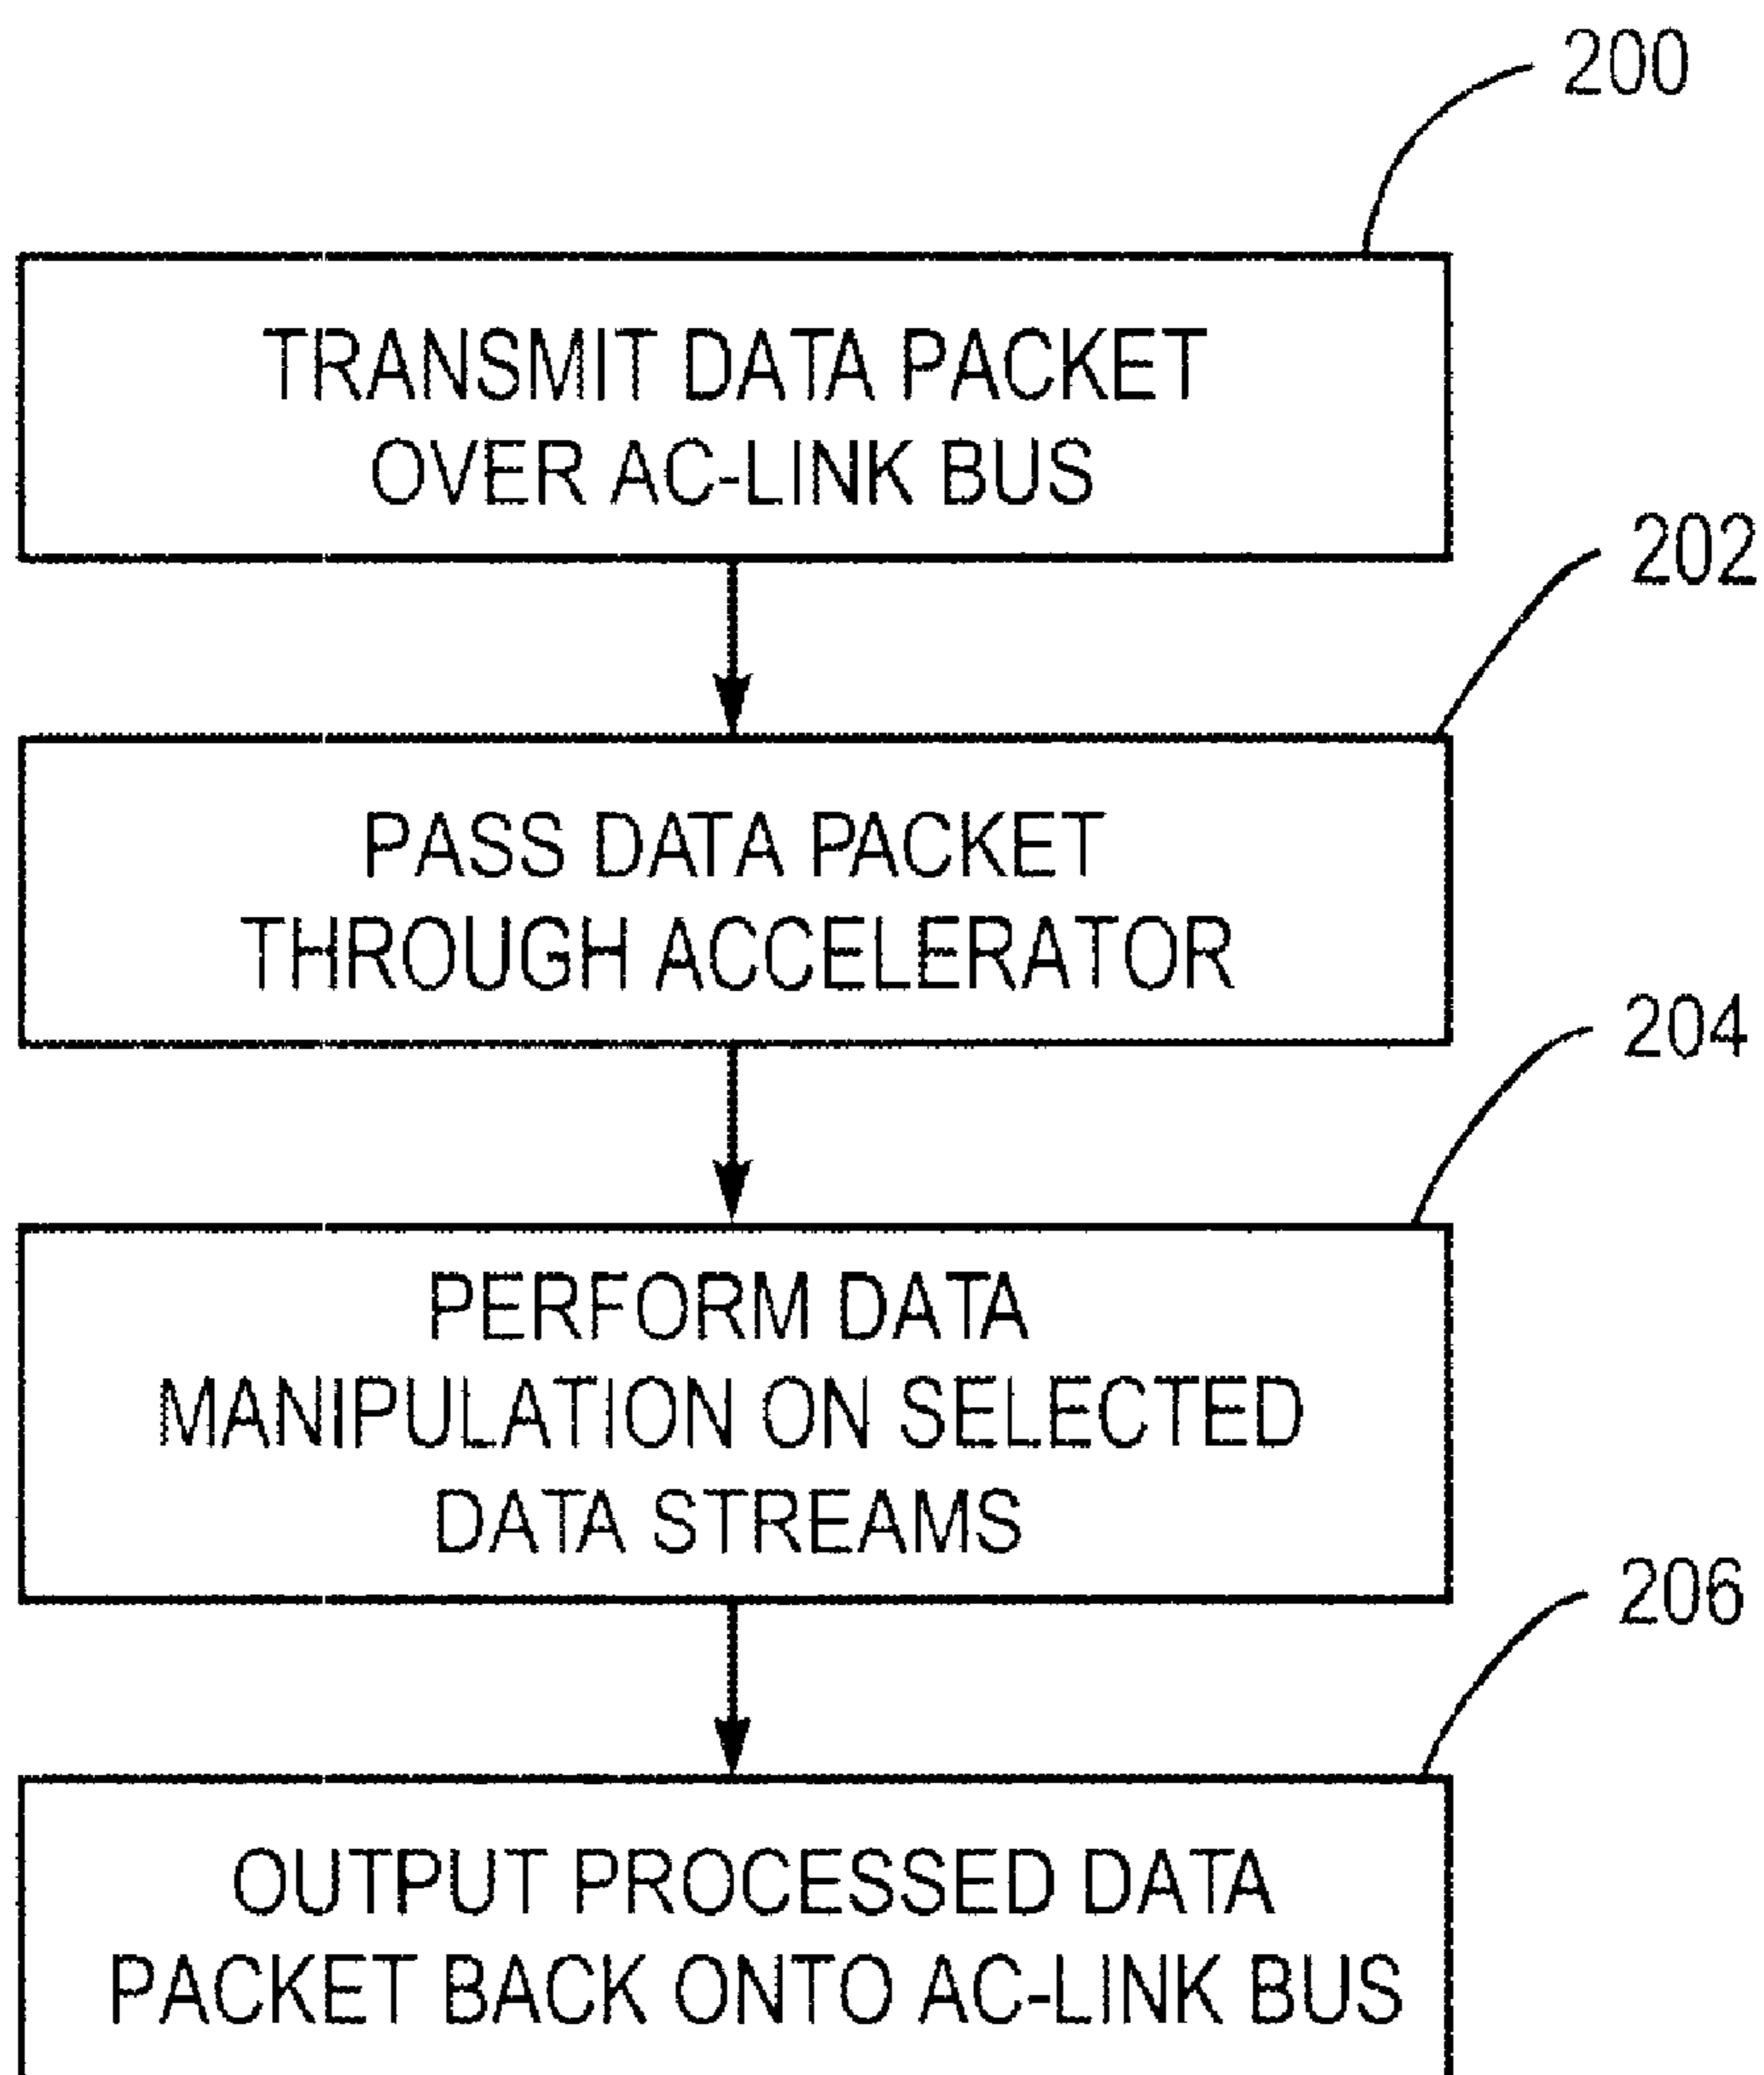 200
TRANSMIT DATA PACKET
OVER AC-LINK BUS
202
PASS DATA PACKET
THROUGH ACCELERATOR
204
PERFORM DATA
MANIPULATION ON SELECTED
DATA STREAMS
206
OUTPUT PROCESSED DATA
PACKET BACK ONTO AC-LINK BUS